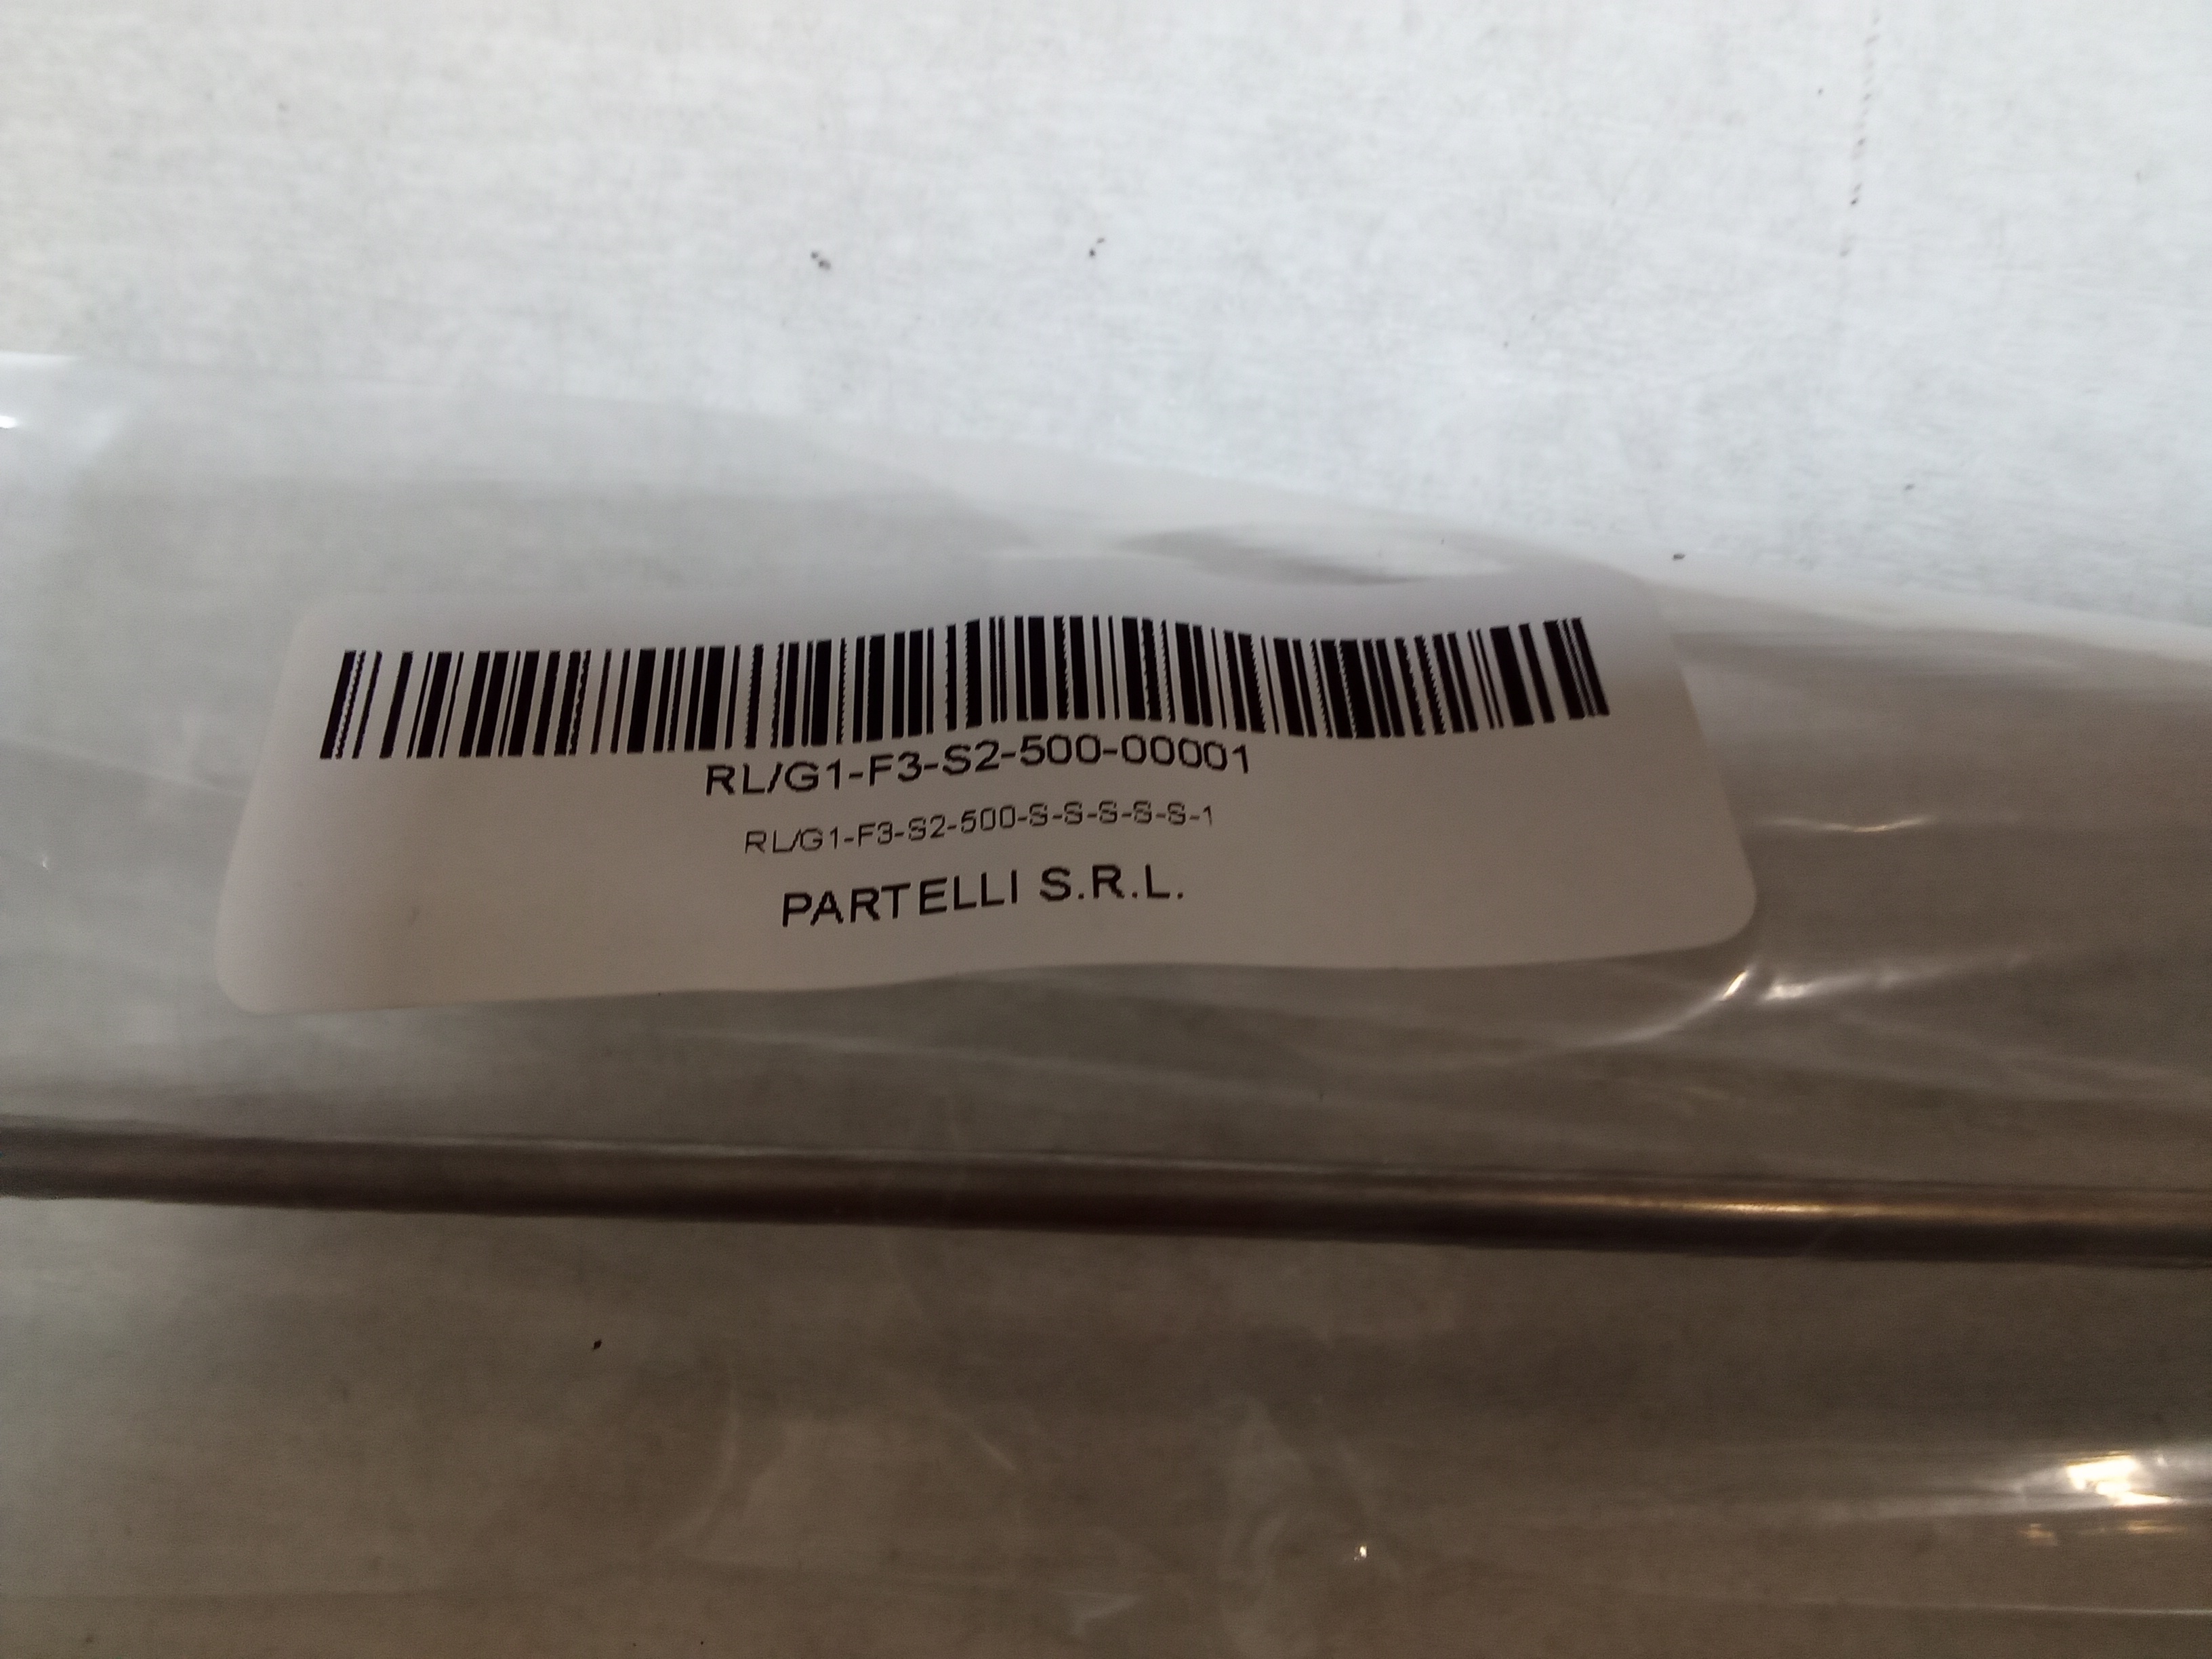 RL/G1-F3-S2-500-00001
RL/G1-F3-S2-500-S-S-S-S-S-1
PARTELLI S.R.L.